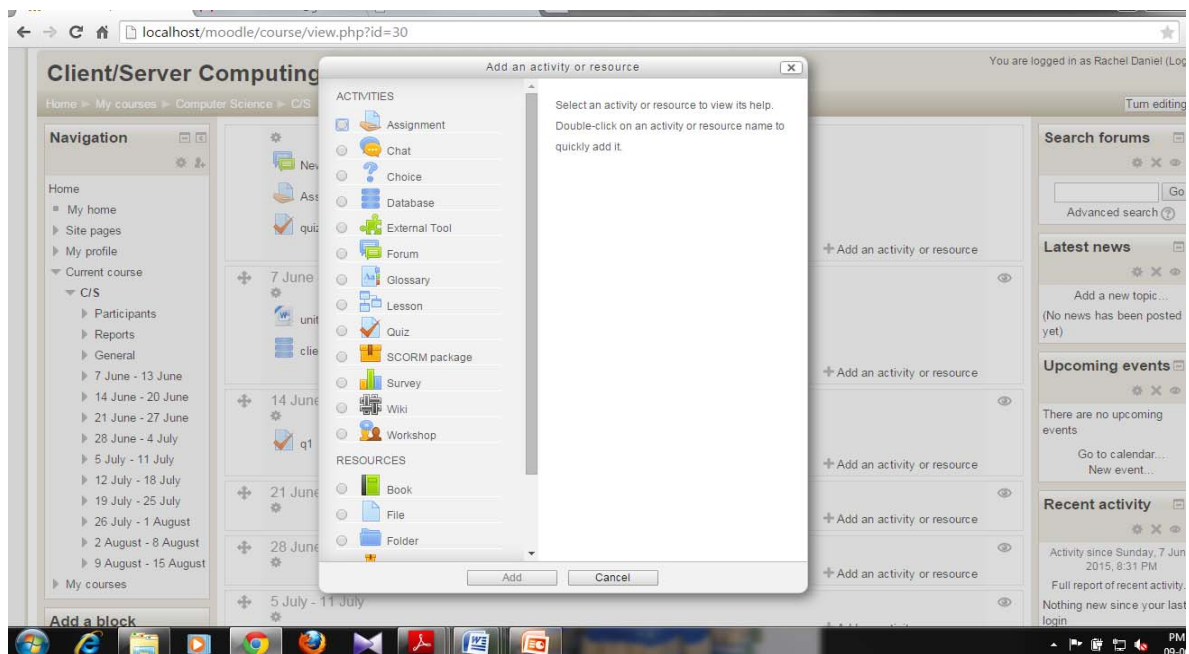 localhost/moodle/course/view.php?id=30
Client/Server Computing
You are logged in as Rachel Daniel (Log
Home ► My courses ► Computer Science ► C/S
Turn editing
Navigation
Home
My home
Site pages
My profile
Current course
C/S
Participants
Reports
General
7 June - 13 June
14 June - 20 June
21 June - 27 June
28 June - 4 July
5 July - 11 July
12 July - 18 July
19 July - 25 July
26 July - 1 August
2 August - 8 August
9 August - 15 August
My courses
Add a block
New
Ass
quiz
+ Add an activity or resource
7 June
unit
clie
+ Add an activity or resource
14 June
q1
+ Add an activity or resource
21 June
+ Add an activity or resource
28 June
+ Add an activity or resource
5 July - 11 July
Add an activity or resource
ACTIVITIES
Assignment
Chat
Choice
Database
External Tool
Forum
Glossary
Lesson
Quiz
SCORM package
Survey
Wiki
Workshop
RESOURCES
Book
File
Folder
Select an activity or resource to view its help.
Double-click on an activity or resource name to
quickly add it.
Add
Cancel
Search forums
Go
Advanced search
Latest news
Add a new topic...
(No news has been posted
yet)
Upcoming events
There are no upcoming
events
Go to calendar...
New event...
Recent activity
Activity since Sunday, 7 Jun
2015, 8:31 PM
Full report of recent activity.
Nothing new since your last
login
PM